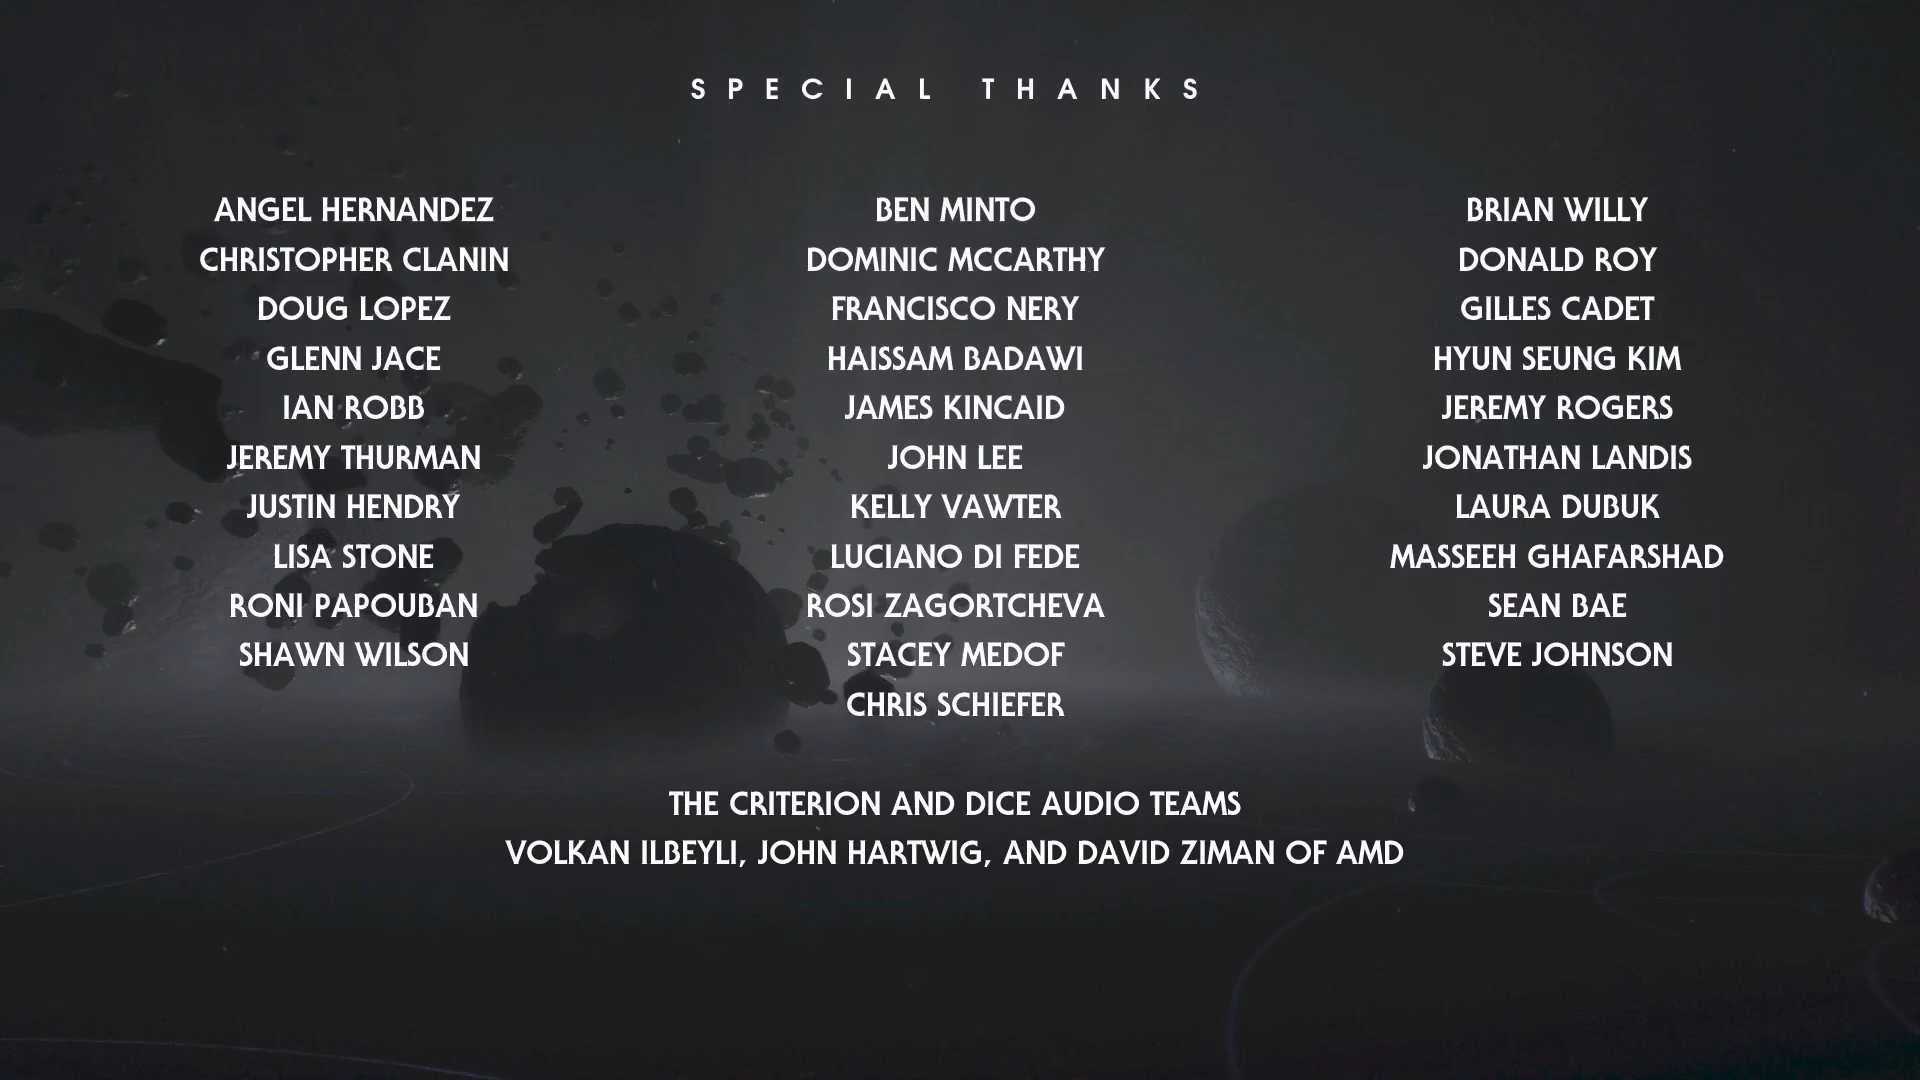 SPECIAL THANKS
ANGEL HERNANDEZ
CHRISTOPHER CLANIN
DOUG LOPEZ
GLENN JACE
IAN ROBB
JEREMY THURMAN
JUSTIN HENDRY
LISA STONE
RONI PAPOUBAN
SHAWN WILSON
BEN MINTO
DOMINIC MCCARTHY
FRANCISCO NERY
HAISSAM BADAWI
JAMES KINCAID
JOHN LEE
KELLY VAWTER
LUCIANO DI FEDE
ROSI ZAGORTCHEVA
STACEY MEDOF
CHRIS SCHIEFER
BRIAN WILLY
DONALD ROY
GILLES CADET
HYUN SEUNG KIM
JEREMY ROGERS
JONATHAN LANDIS
LAURA DUBUK
MASSEEH GHAFARSHAD
SEAN BAE
STEVE JOHNSON
THE CRITERION AND DICE AUDIO TEAMS
VOLKAN ILBEYLI, JOHN HARTWIG, AND DAVID ZIMAN OF AMD